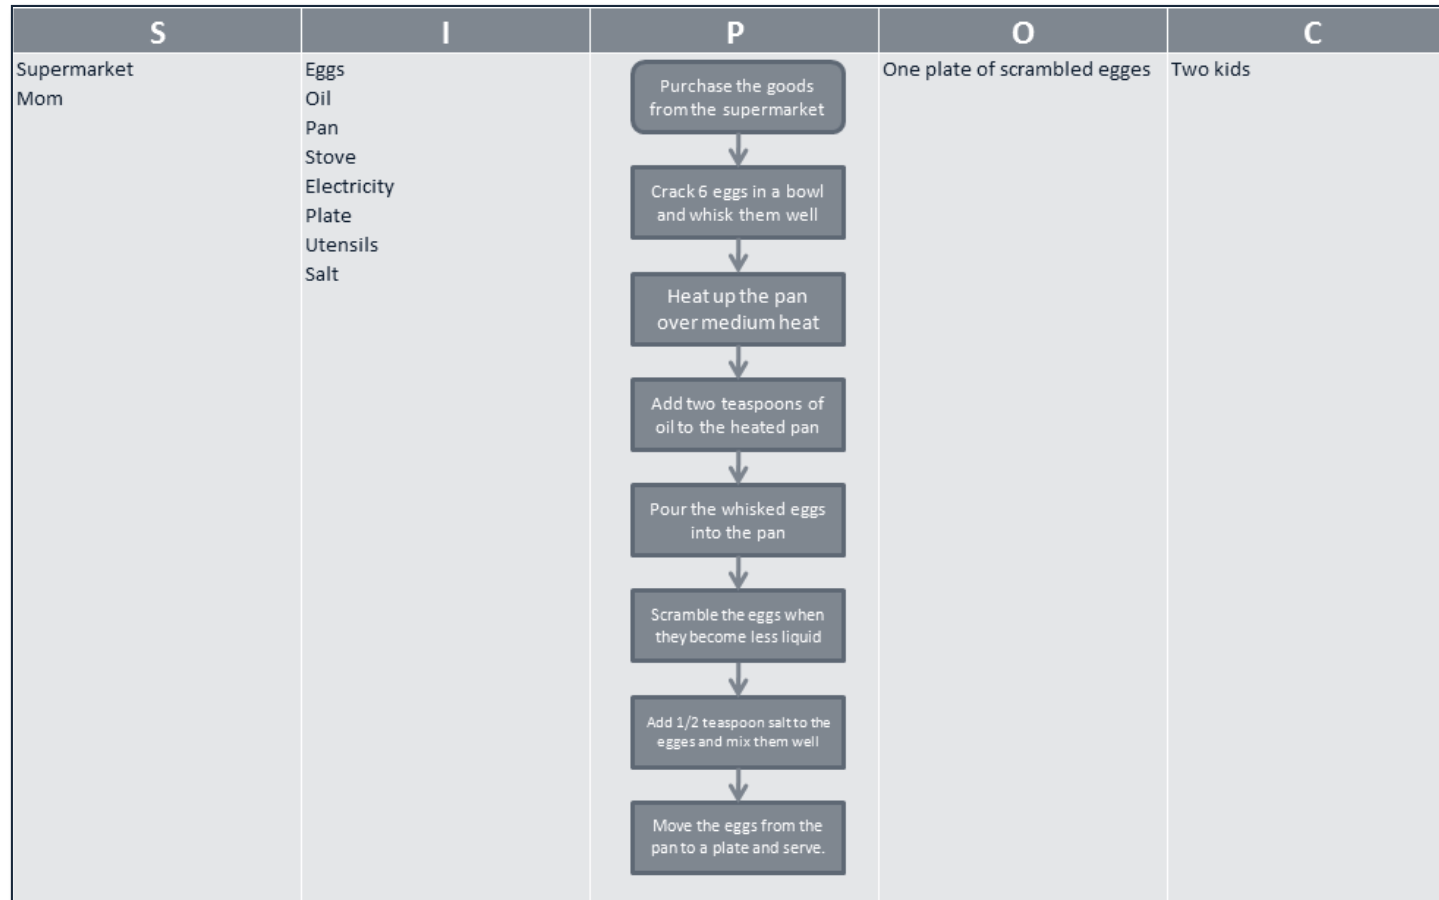 S
I
P
O
C
Supermarket
Mom
Eggs
Oil
Pan
Stove
Electricity
Plate
Utensils
Salt
Purchase the goods
from the supermarket
Crack 6 eggs in a bowl
and whisk them well
Heat up the pan
over medium heat
Add two teaspoons of
oil to the heated pan
Pour the whisked eggs
into the pan
Scramble the eggs when
they become less liquid
Add 1/2 teaspoon salt to the
egges and mix them well
Move the eggs from the
pan to a plate and serve.
One plate of scrambled egges
Two kids